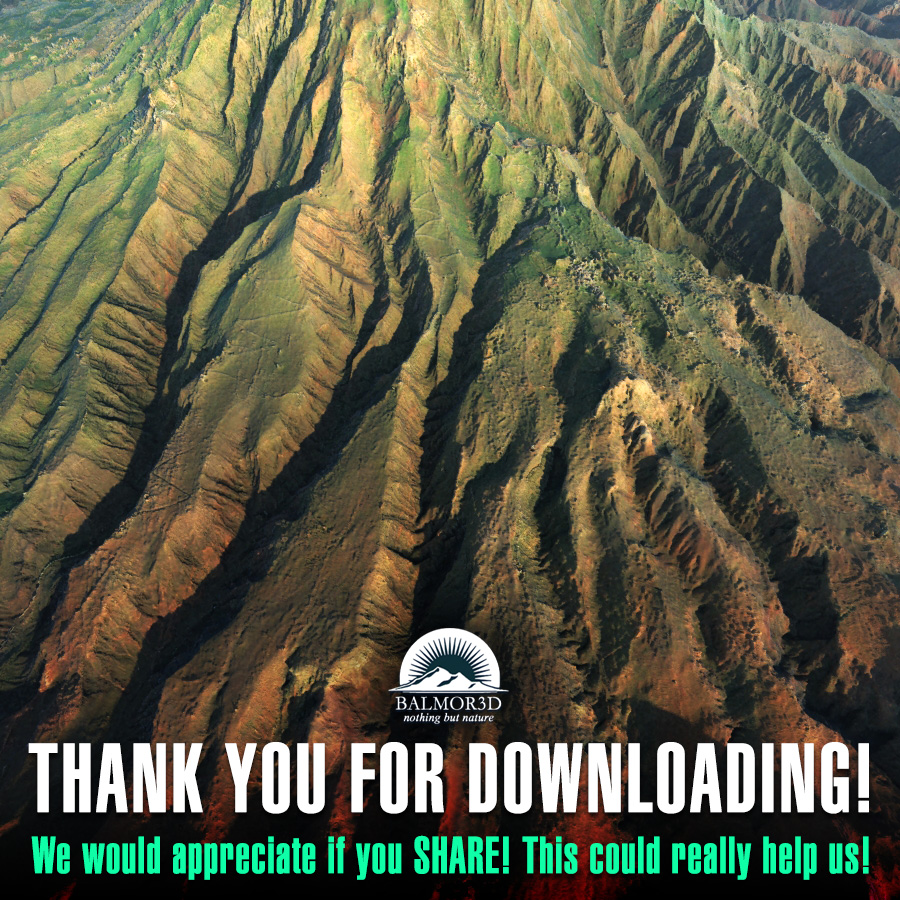 BALMOR3D
nothing but nature
THANK YOU FOR DOWNLOADING!
We would appreciate if you SHARE! This could really help us!